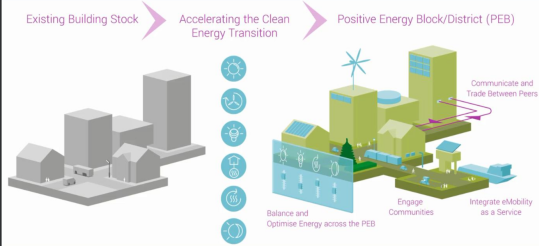 Existing Building Stock
Accelerating the Clean
Energy Transition
Positive Energy Block/District (PEB)
Communicate and
Trade Between Peers
Balance and
Optimise Energy across the PEB
Engage
Communities
Integrate eMobility
as a Service